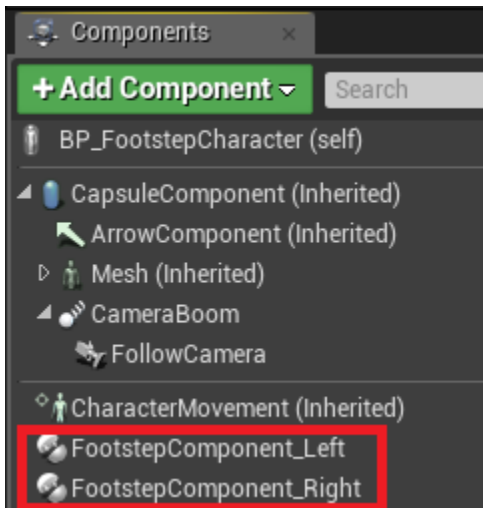 Components
+ Add Component
Search
BP_FootstepCharacter (self)
CapsuleComponent (Inherited)
ArrowComponent (Inherited)
Mesh (Inherited)
CameraBoom
FollowCamera
CharacterMovement (Inherited)
FootstepComponent_Left
FootstepComponent_Right